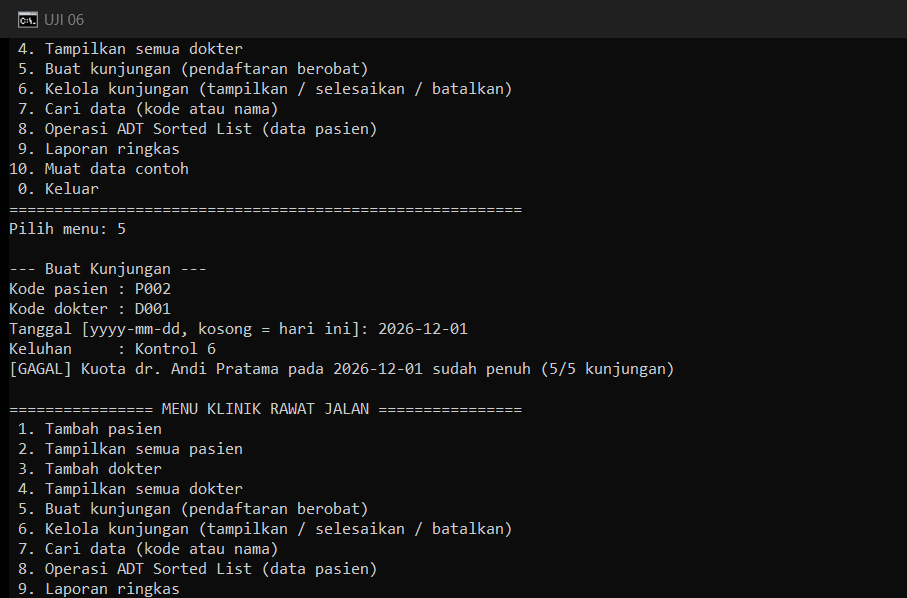 UJI 06
 4. Tampilkan semua dokter
 5. Buat kunjungan (pendaftaran berobat)
 6. Kelola kunjungan (tampilkan / selesaikan / batalkan)
 7. Cari data (kode atau nama)
 8. Operasi ADT Sorted List (data pasien)
 9. Laporan ringkas
10. Muat data contoh
 0. Keluar
=========================================================
Pilih menu: 5
--- Buat Kunjungan ---
Kode pasien : P002
Kode dokter : D001
Tanggal [yyyy-mm-dd, kosong = hari ini]: 2026-12-01
Keluhan     : Kontrol 6
[GAGAL] Kuota dr. Andi Pratama pada 2026-12-01 sudah penuh (5/5 kunjungan)
================ MENU KLINIK RAWAT JALAN ================
 1. Tambah pasien
 2. Tampilkan semua pasien
 3. Tambah dokter
 4. Tampilkan semua dokter
 5. Buat kunjungan (pendaftaran berobat)
 6. Kelola kunjungan (tampilkan / selesaikan / batalkan)
 7. Cari data (kode atau nama)
 8. Operasi ADT Sorted List (data pasien)
 9. Laporan ringkas